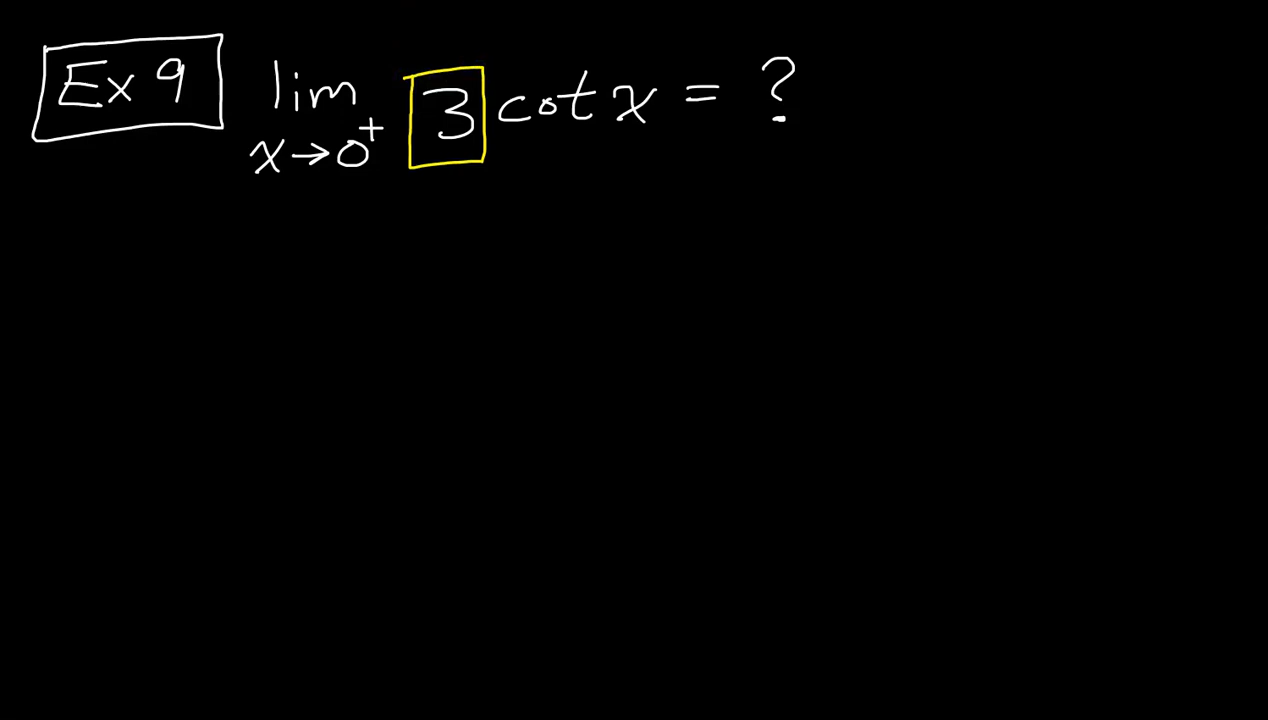 Ex 9 lim 3 cot x = ?
x→0⁺